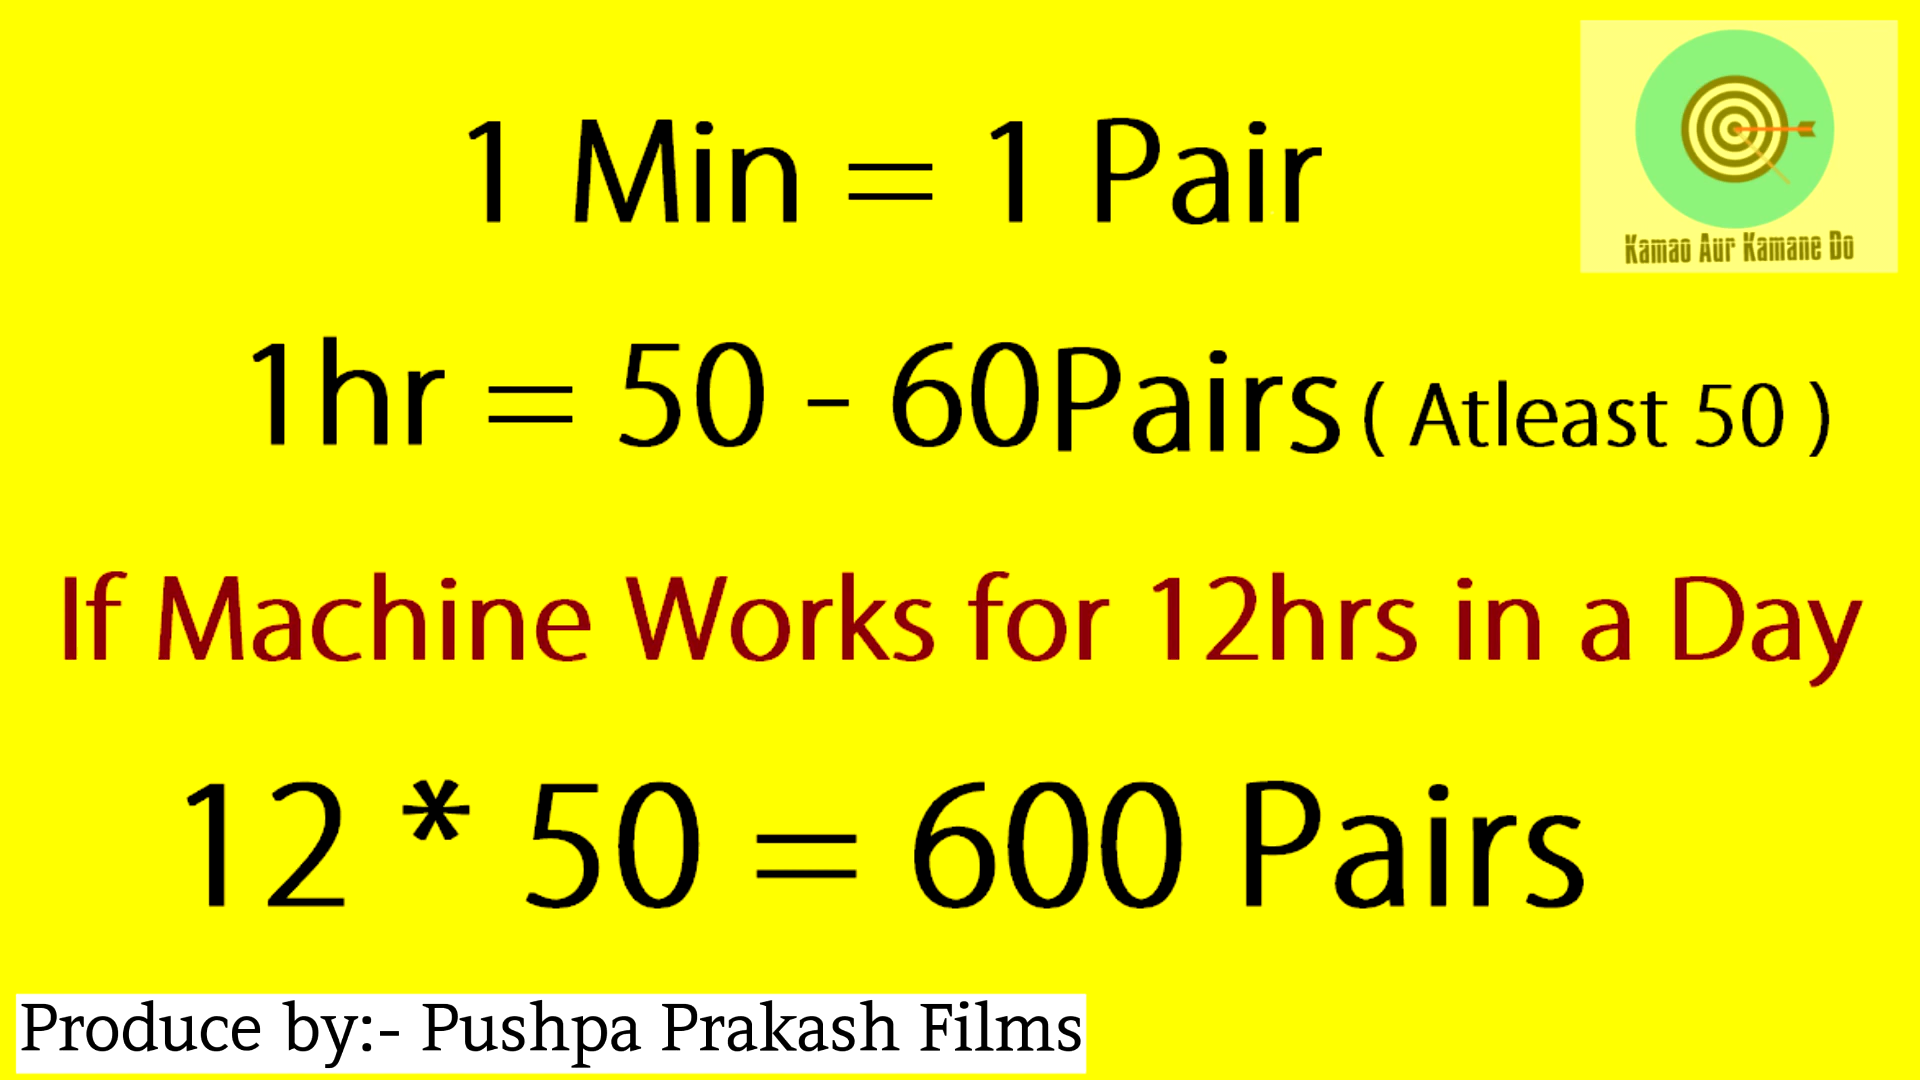 1 Min = 1 Pair
Kamao Aur Kamane Do
1hr = 50 - 60Pairs ( Atleast 50 )
If Machine Works for 12hrs in a Day
12 * 50 = 600 Pairs
Produce by:- Pushpa Prakash Films